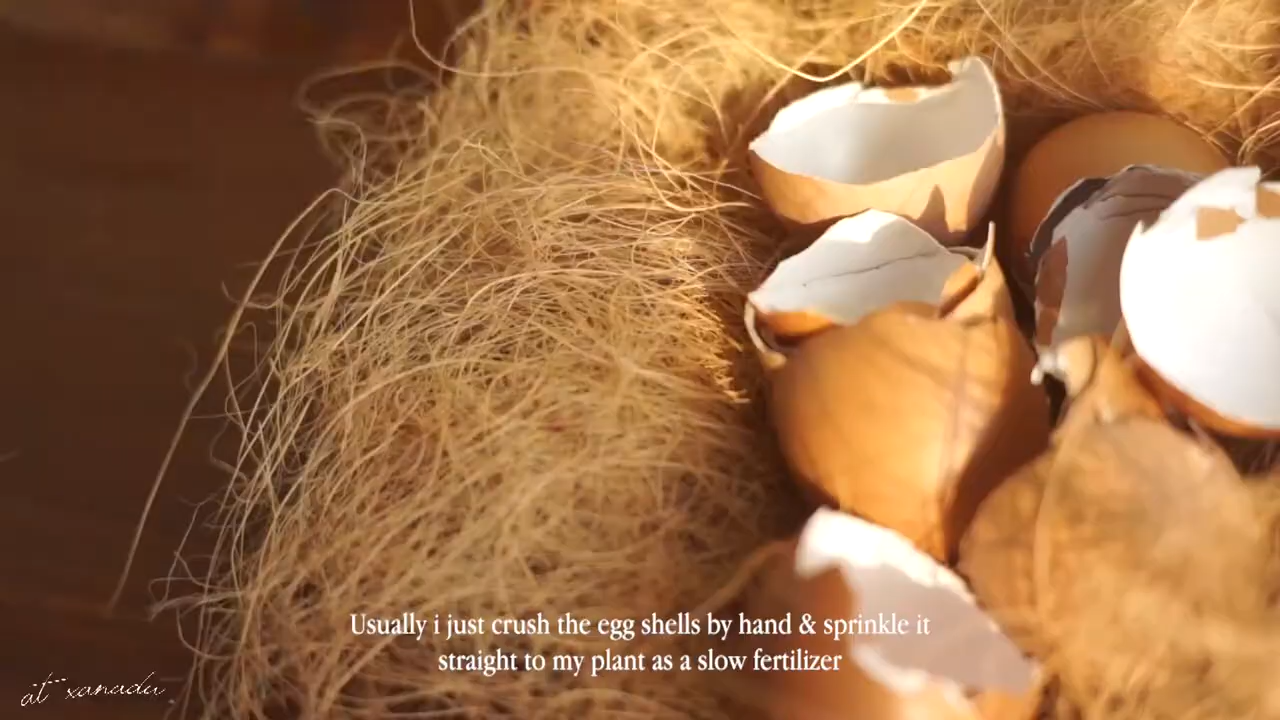 Usually i just crush the egg shells by hand & sprinkle it
straight to my plant as a slow fertilizer
at xanadu